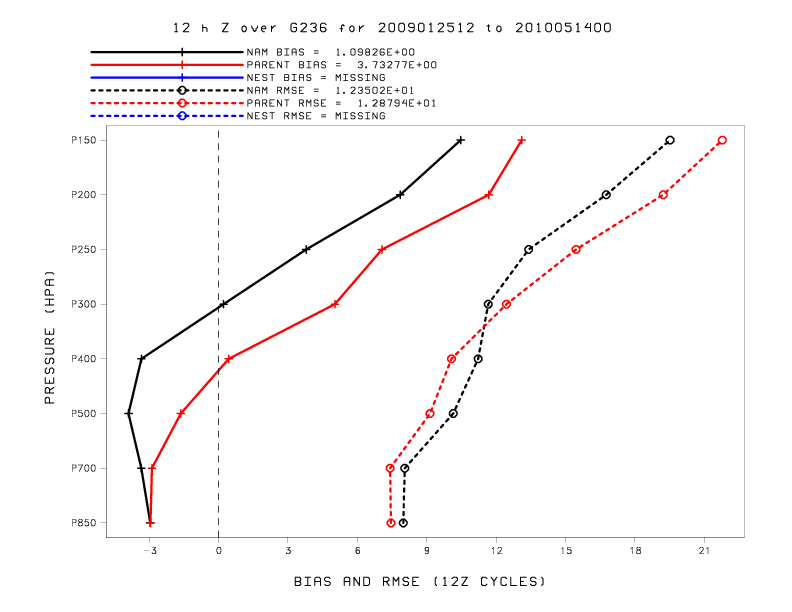 12 h Z over G236 for 2009012512 to 2010051400
NAM BIAS = 1.09826E+00
PARENT BIAS = 3.73277E+00
NEST BIAS = MISSING
NAM RMSE = 1.23502E+01
PARENT RMSE = 1.28794E+01
NEST RMSE = MISSING
P150
P200
P250
P300
P400
P500
P700
P850
PRESSURE (HPA)
-3 0 3 6 9 12 15 18 21
BIAS AND RMSE (12Z CYCLES)